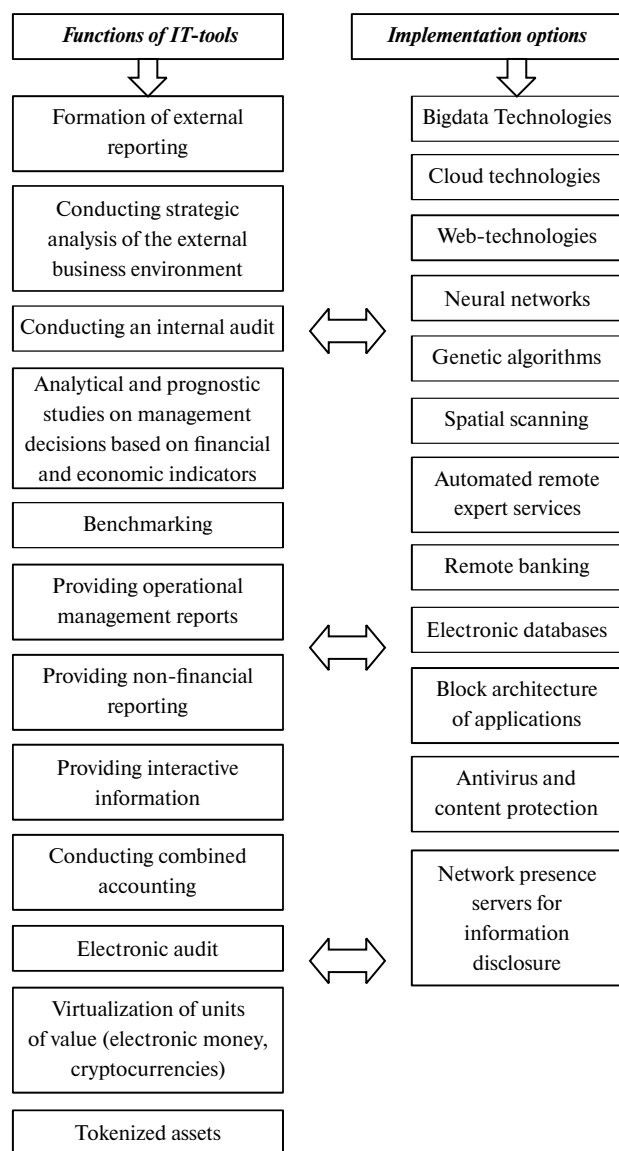 Functions of IT-tools
Formation of external
reporting
Conducting strategic
analysis of the external
business environment
Conducting an internal audit
Analytical and prognostic
studies on management
decisions based on financial
and economic indicators
Benchmarking
Providing operational
management reports
Providing non-financial
reporting
Providing interactive
information
Conducting combined
accounting
Electronic audit
Virtualization of units
of value (electronic money,
cryptocurrencies)
Tokenized assets
Implementation options
Bigdata Technologies
Cloud technologies
Web-technologies
Neural networks
Genetic algorithms
Spatial scanning
Automated remote
expert services
Remote banking
Electronic databases
Block architecture
of applications
Antivirus and
content protection
Network presence
servers for
information
disclosure